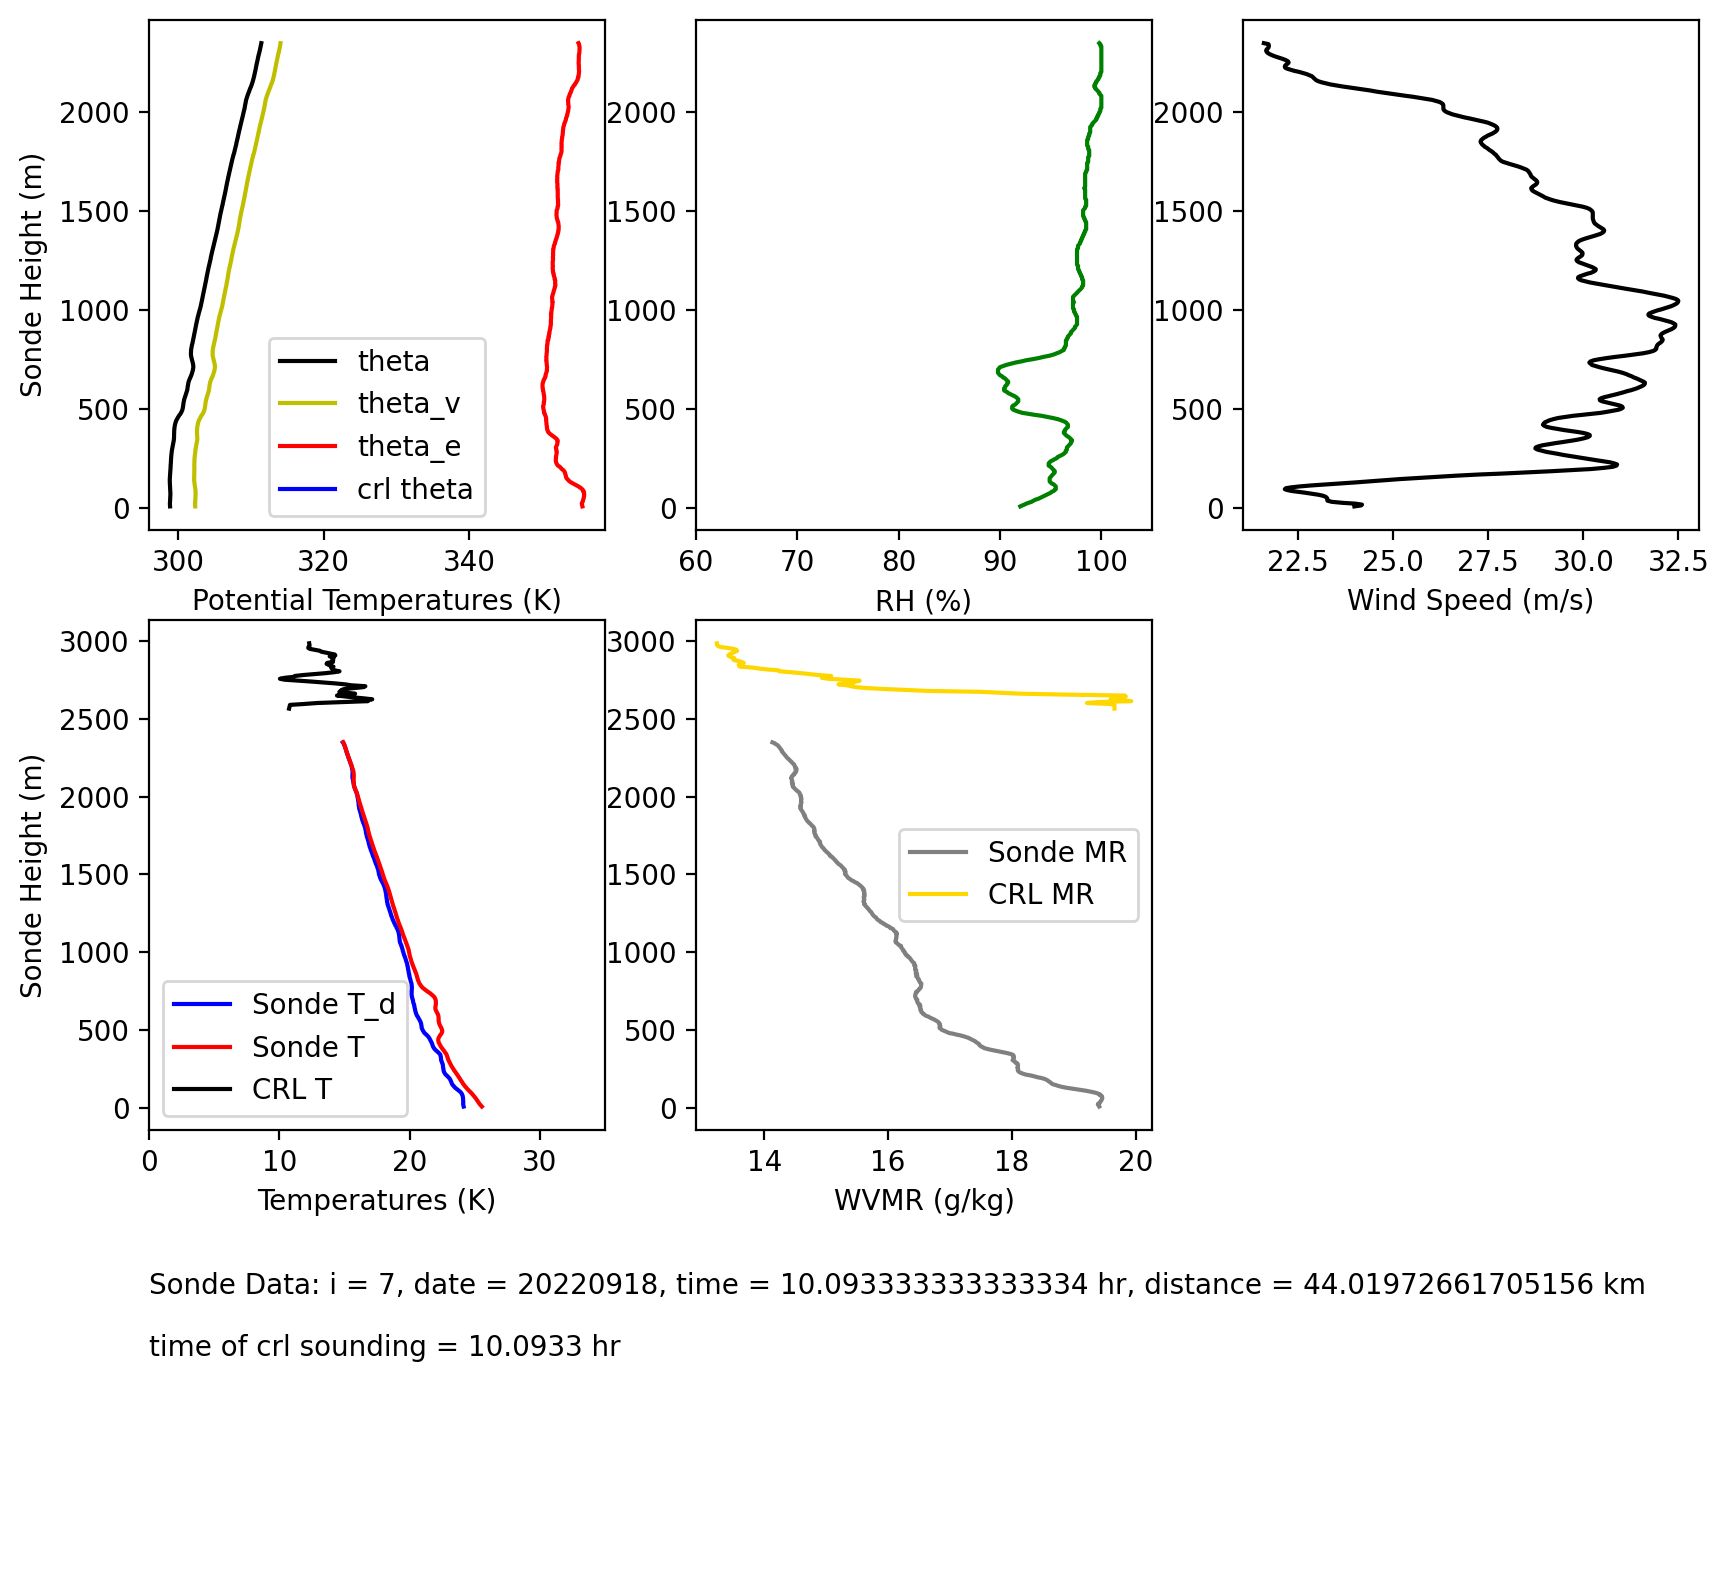 Sonde Height (m)
2000
1500
1000
500
0
theta
theta_v
theta_e
crl theta
300 320 340
Potential Temperatures (K)
2000
1500
1000
500
0
60 70 80 90 100
RH (%)
2000
1500
1000
500
0
22.5 25.0 27.5 30.0 32.5
Wind Speed (m/s)
Sonde Height (m)
3000
2500
2000
1500
1000
500
0
Sonde T_d
Sonde T
CRL T
0 10 20 30
Temperatures (K)
3000
2500
2000
1500
1000
500
0
Sonde MR
CRL MR
14 16 18 20
WVMR (g/kg)
Sonde Data: i = 7, date = 20220918, time = 10.093333333333334 hr, distance = 44.01972661705156 km
time of crl sounding = 10.0933 hr